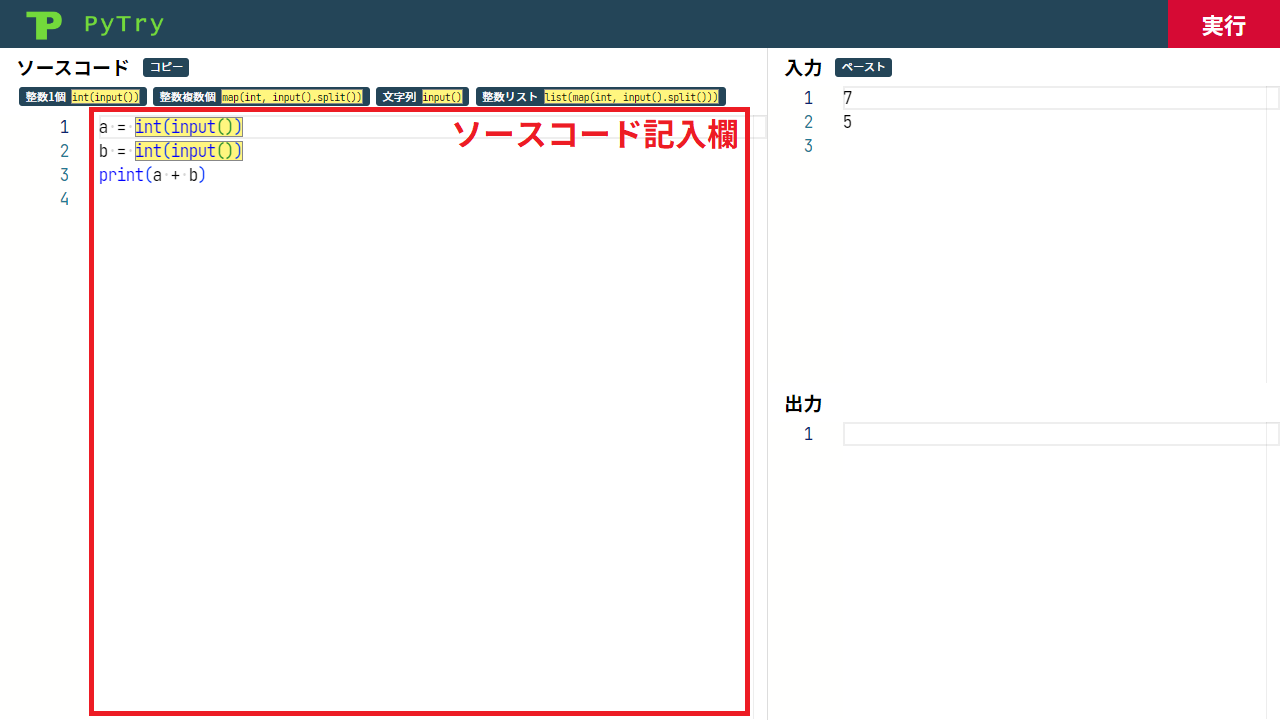 PyTry
実行
ソースコード コピー
整数1個 int(input()) 整数複数個 map(int, input().split()) 文字列 input() 整数リスト list(map(int, input().split()))
ソースコード記入欄
1 a = int(input())
2 b = int(input())
3 print(a + b)
4
入力 ペースト
1 7
2 5
3
出力
1